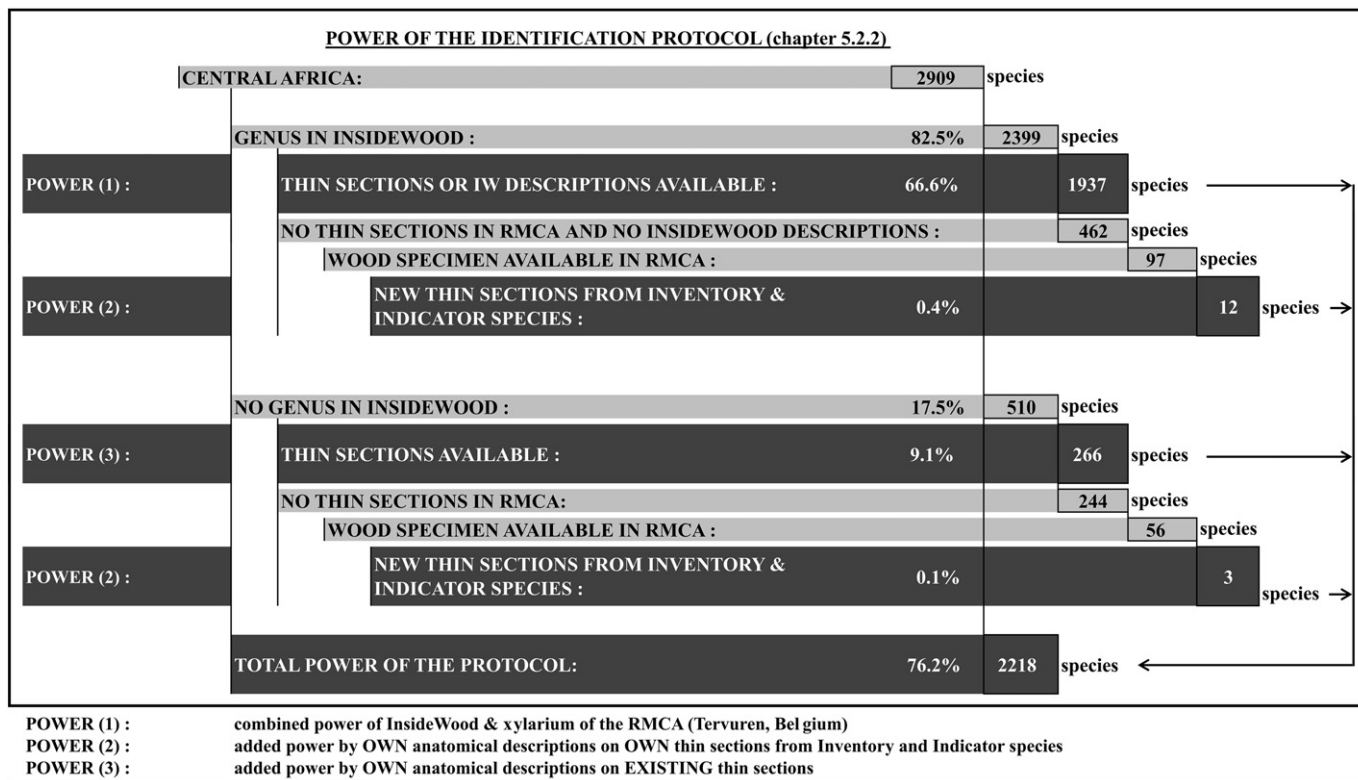 POWER OF THE IDENTIFICATION PROTOCOL (chapter 5.2.2)
CENTRAL AFRICA: 2909 species
GENUS IN INSIDEWOOD : 82.5% 2399 species
POWER (1) : THIN SECTIONS OR IW DESCRIPTIONS AVAILABLE : 66.6% 1937 species
NO THIN SECTIONS IN RMCA AND NO INSIDEWOOD DESCRIPTIONS : 462 species
WOOD SPECIMEN AVAILABLE IN RMCA : 97 species
NEW THIN SECTIONS FROM INVENTORY &
POWER (2) : INDICATOR SPECIES : 0.4% 12 species
NO GENUS IN INSIDEWOOD : 17.5% 510 species
POWER (3) : THIN SECTIONS AVAILABLE : 9.1% 266 species
NO THIN SECTIONS IN RMCA: 244 species
WOOD SPECIMEN AVAILABLE IN RMCA : 56 species
NEW THIN SECTIONS FROM INVENTORY &
POWER (2) : INDICATOR SPECIES : 0.1% 3 species
TOTAL POWER OF THE PROTOCOL: 76.2% 2218 species
POWER (1) : combined power of InsideWood & xylarium of the RMCA (Tervuren, Belgium)
POWER (2) : added power by OWN anatomical descriptions on OWN thin sections from Inventory and Indicator species
POWER (3) : added power by OWN anatomical descriptions on EXISTING thin sections